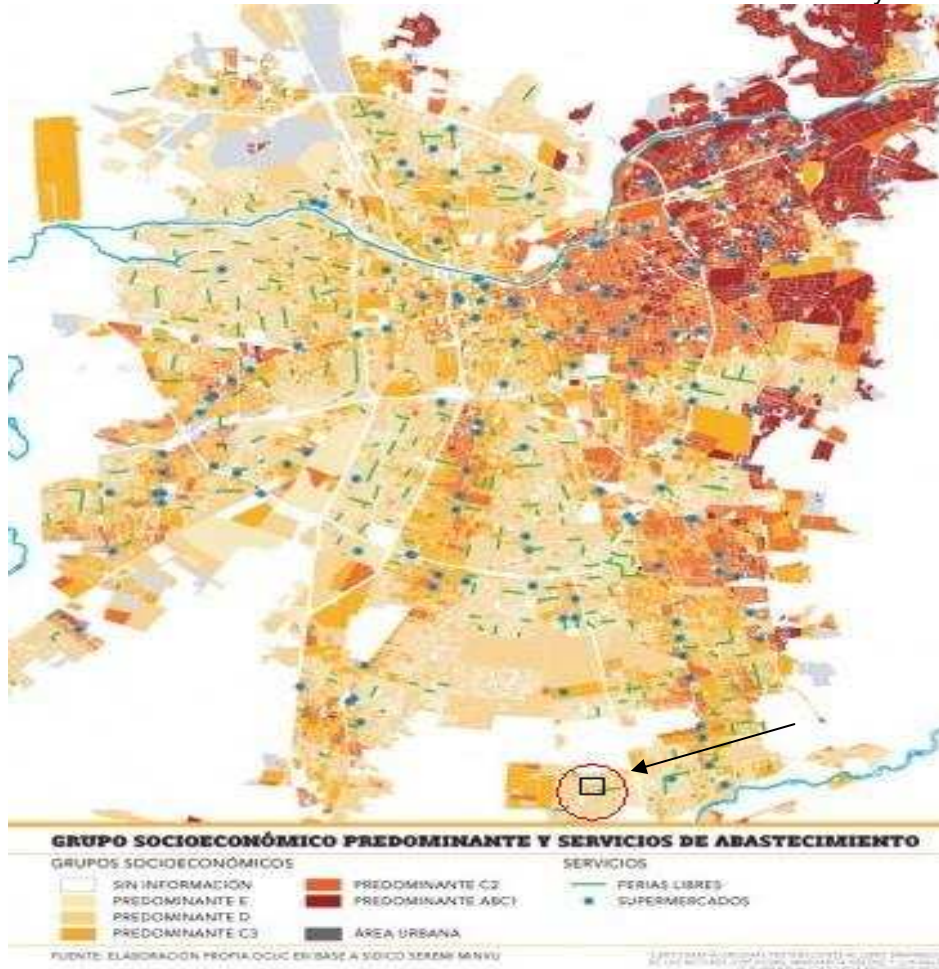 GRUPO SOCIOECONÓMICO PREDOMINANTE Y SERVICIOS DE ABASTECIMIENTO
GRUPOS SOCIOECONÓMICOS
SERVICIOS
SIN INFORMACIÓN
PREDOMINANTE E
PREDOMINANTE D
PREDOMINANTE C3
PREDOMINANTE C2
PREDOMINANTE ABC1
ÁREA URBANA
FERIAS LIBRES
SUPERMERCADOS
FUENTE: ELABORACIÓN PROPIA OCUC EN BASE A SIDICO SEREMI MINVU